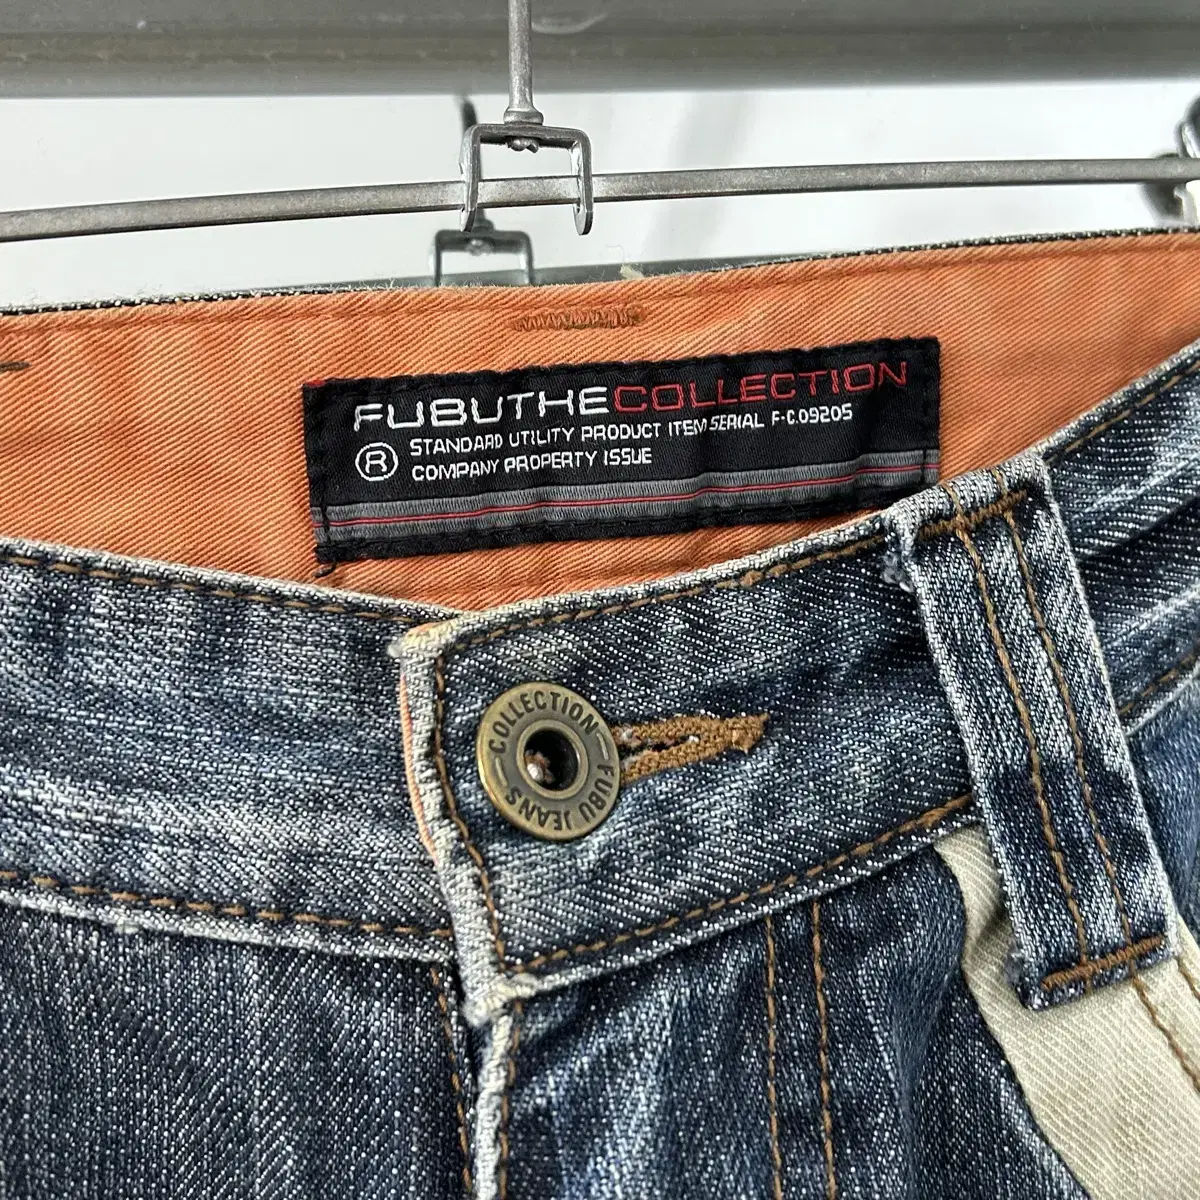 FUBUTHECOLLECTION
® STANDARD UTILITY PRODUCT ITEM SERIAL F-C.09205
COMPANY PROPERTY ISSUE
COLLECTION
FUBU JEANS